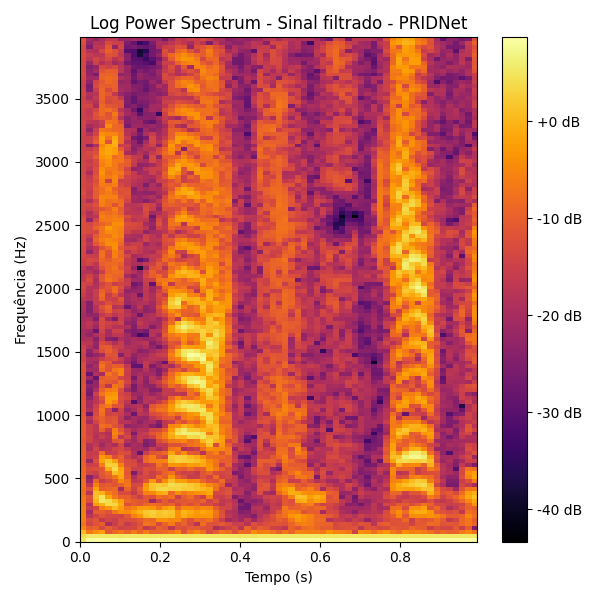 Log Power Spectrum - Sinal filtrado - PRIDNet
Frequência (Hz)
3500
3000
2500
2000
1500
1000
500
0
0.0 0.2 0.4 0.6 0.8
Tempo (s)
+0 dB
-10 dB
-20 dB
-30 dB
-40 dB